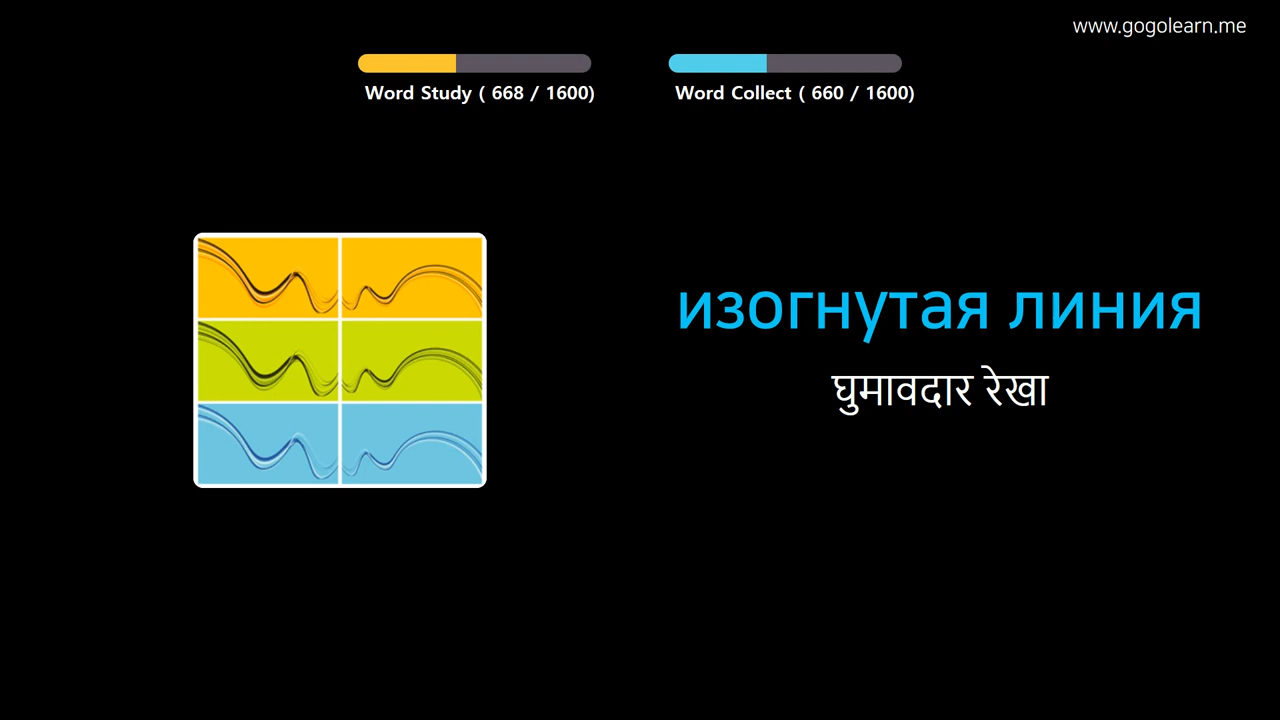 www.gogolearn.me
Word Study ( 668 / 1600)
Word Collect ( 660 / 1600)
изогнутая линия
घुमावदार रेखा